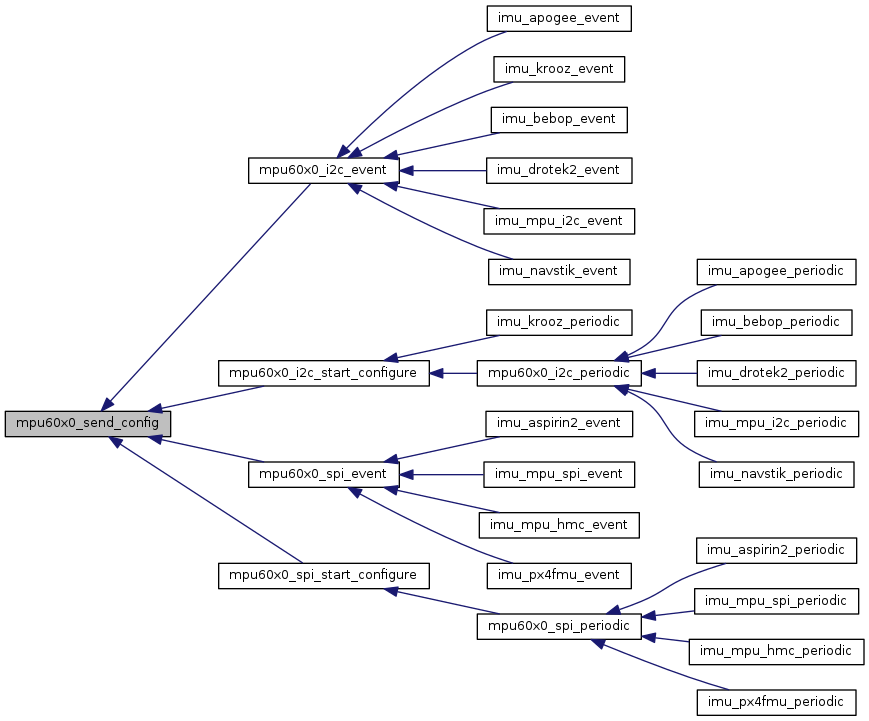 imu_apogee_event
imu_krooz_event
imu_bebop_event
mpu60x0_i2c_event
imu_drotek2_event
imu_mpu_i2c_event
imu_navstik_event
imu_apogee_periodic
imu_krooz_periodic
imu_bebop_periodic
mpu60x0_i2c_start_configure
mpu60x0_i2c_periodic
imu_drotek2_periodic
mpu60x0_send_config
imu_aspirin2_event
imu_mpu_i2c_periodic
mpu60x0_spi_event
imu_mpu_spi_event
imu_navstik_periodic
imu_mpu_hmc_event
imu_aspirin2_periodic
mpu60x0_spi_start_configure
imu_px4fmu_event
imu_mpu_spi_periodic
mpu60x0_spi_periodic
imu_mpu_hmc_periodic
imu_px4fmu_periodic